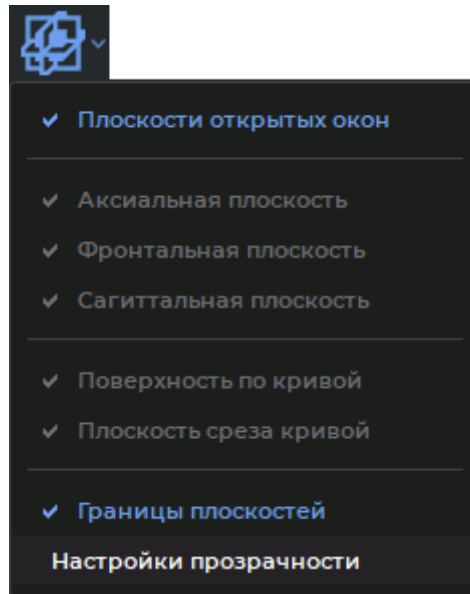 Плоскости открытых окон
Аксиальная плоскость
Фронтальная плоскость
Сагиттальная плоскость
Поверхность по кривой
Плоскость среза кривой
Границы плоскостей
Настройки прозрачности